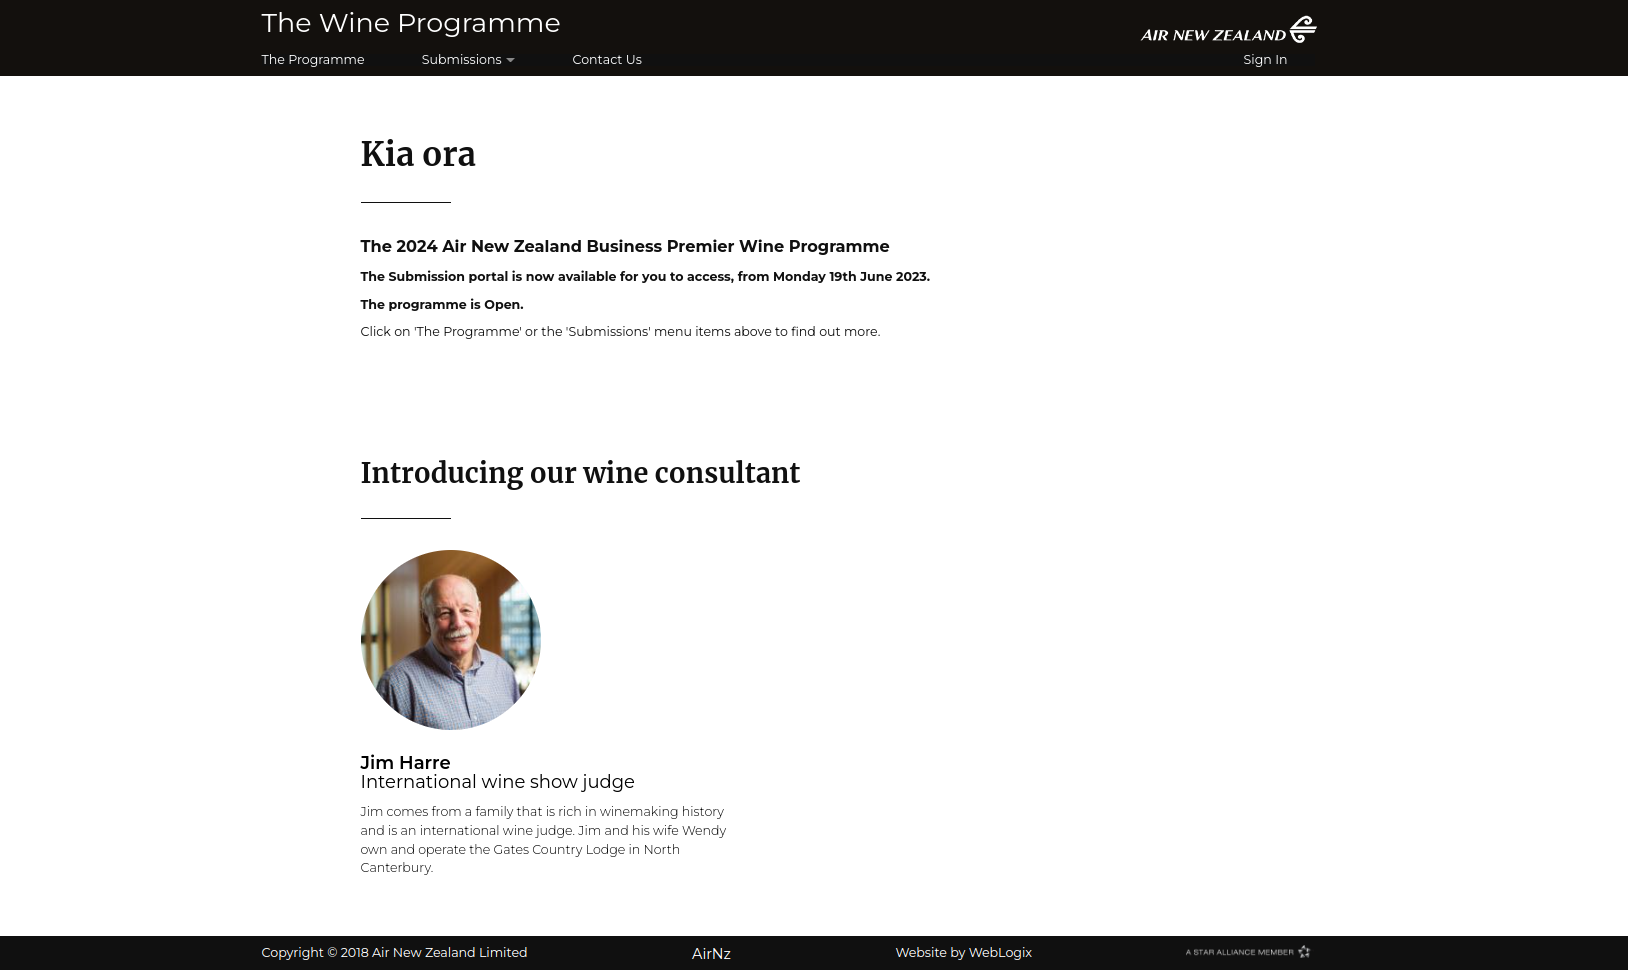 The Wine Programme
AIR NEW ZEALAND
The Programme
Submissions
Contact Us
Sign In
Kia ora
The 2024 Air New Zealand Business Premier Wine Programme
The Submission portal is now available for you to access, from Monday 19th June 2023.
The programme is Open.
Click on 'The Programme' or the 'Submissions' menu items above to find out more.
Introducing our wine consultant
Jim Harre
International wine show judge
Jim comes from a family that is rich in winemaking history
and is an international wine judge. Jim and his wife Wendy
own and operate the Gates Country Lodge in North
Canterbury.
Copyright © 2018 Air New Zealand Limited
AirNz
Website by WebLogix
A STAR ALLIANCE MEMBER